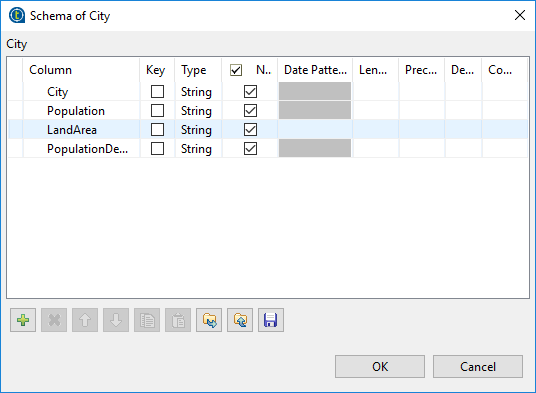 Schema of City
City
Column Key Type N.. Date Patte... Len... Prec... De... Co...
City String
Population String
LandArea String
PopulationDe... String
OK Cancel